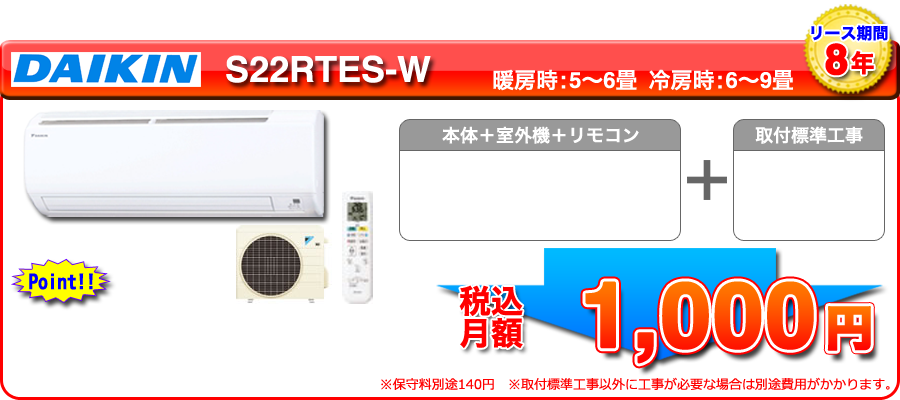 リース期間
8年
DAIKIN S22RTES-W 暖房時:5～6畳 冷房時:6～9畳
本体＋室外機＋リモコン
＋
取付標準工事
Point!!
税込
月額
1,000円
※保守料別途140円 ※取付標準工事以外に工事が必要な場合は別途費用がかかります。